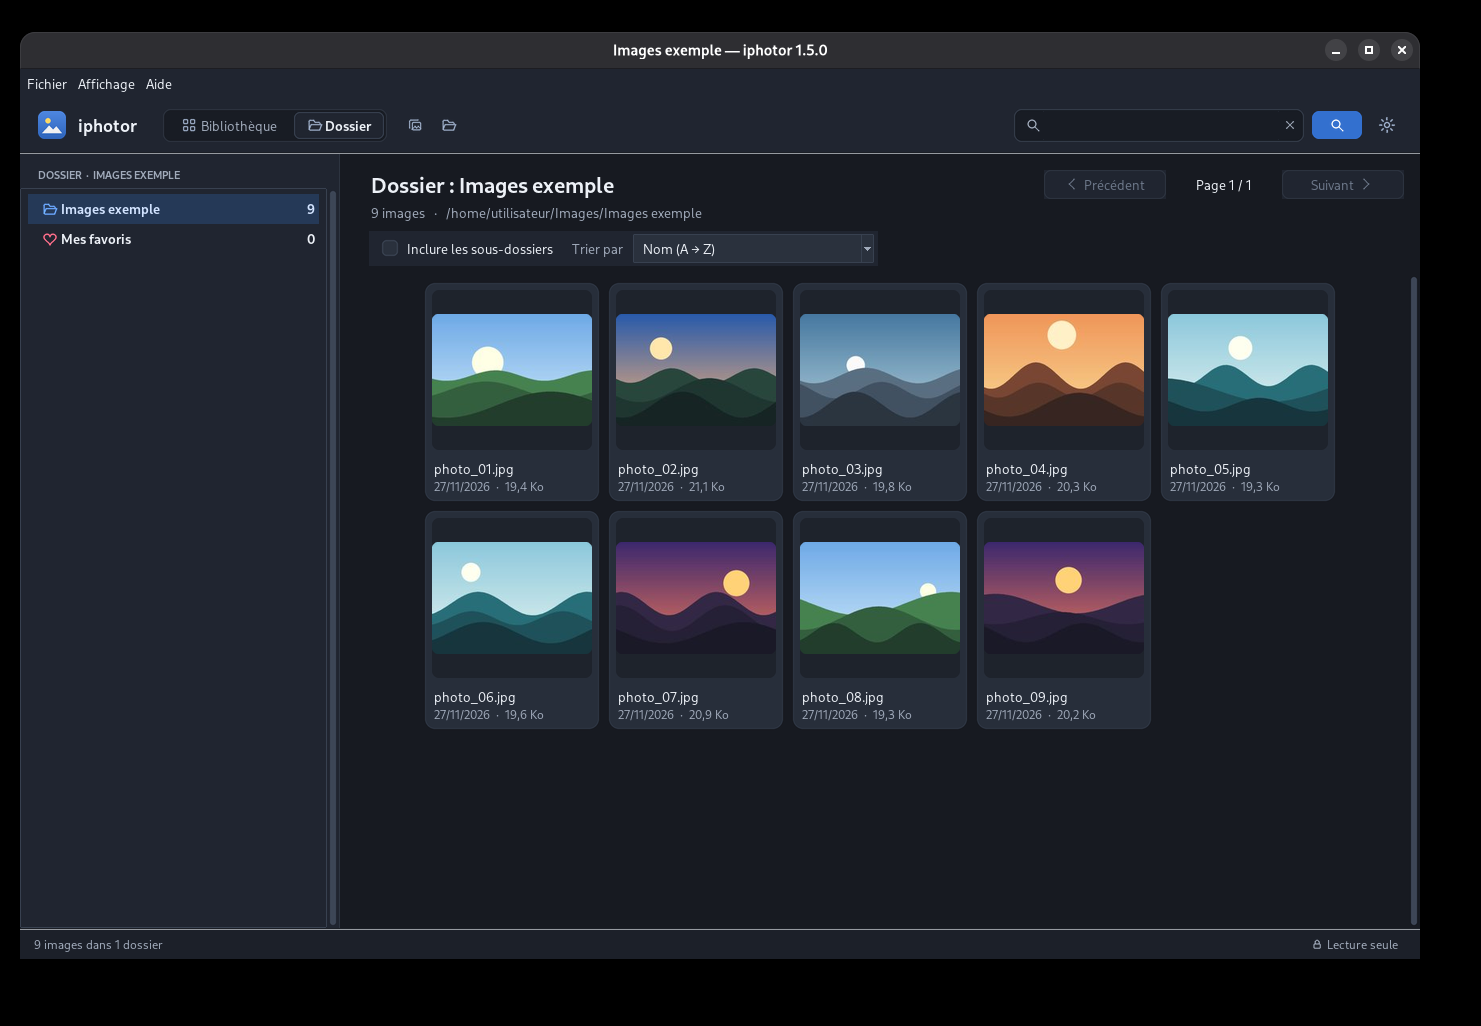 Images exemple — iphotor 1.5.0
Fichier Affichage Aide
iphotor Bibliothèque Dossier
DOSSIER · IMAGES EXEMPLE
Images exemple 9
Mes favoris 0
Dossier : Images exemple
Précédent Page 1 / 1 Suivant
9 images · /home/utilisateur/Images/Images exemple
Inclure les sous-dossiers Trier par Nom (A → Z)
photo_01.jpg
27/11/2026 · 19,4 Ko
photo_02.jpg
27/11/2026 · 21,1 Ko
photo_03.jpg
27/11/2026 · 19,8 Ko
photo_04.jpg
27/11/2026 · 20,3 Ko
photo_05.jpg
27/11/2026 · 19,3 Ko
photo_06.jpg
27/11/2026 · 19,6 Ko
photo_07.jpg
27/11/2026 · 20,9 Ko
photo_08.jpg
27/11/2026 · 19,3 Ko
photo_09.jpg
27/11/2026 · 20,2 Ko
9 images dans 1 dossier
Lecture seule